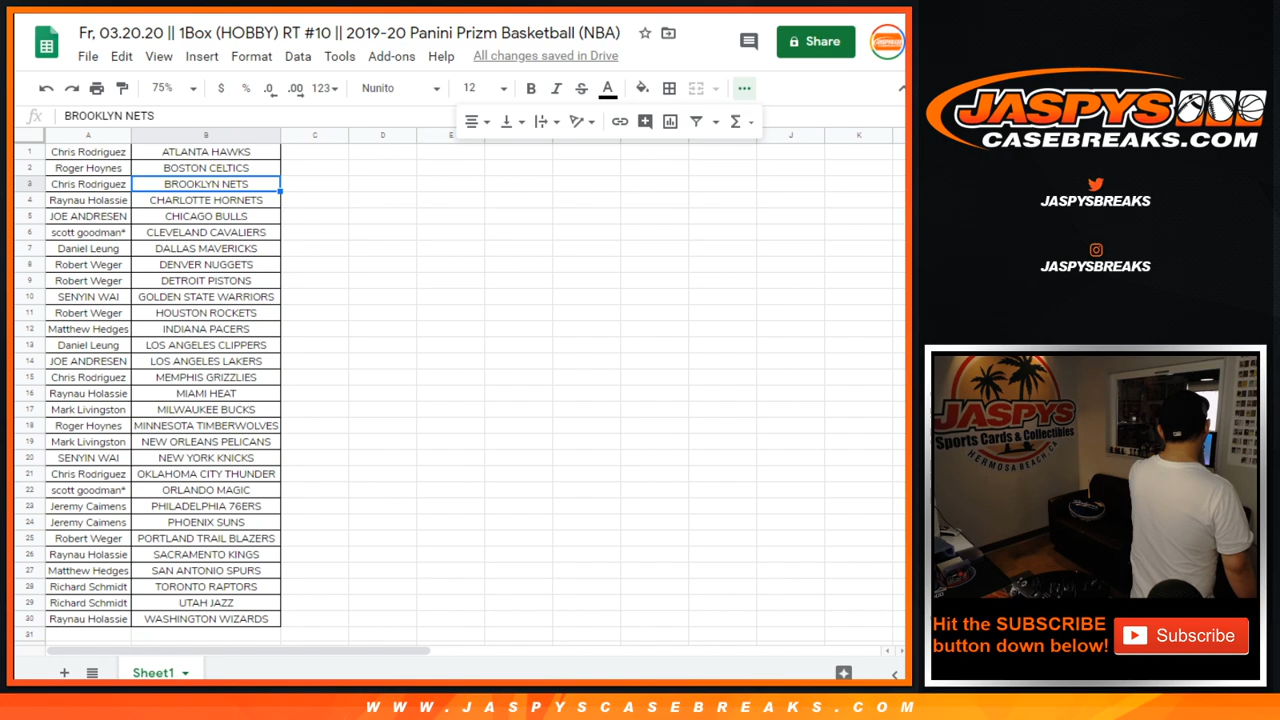 Fr, 03.20.20 || 1Box (HOBBY) RT #10 || 2019-20 Panini Prizm Basketball (NBA)
File Edit View Insert Format Data Tools Add-ons Help All changes saved in Drive
Share
75% $ % .0 .00 123 Nunito 12 B I S A
fx BROOKLYN NETS
A B C D E J K
1 Chris Rodriguez ATLANTA HAWKS
2 Roger Hoynes BOSTON CELTICS
3 Chris Rodriguez BROOKLYN NETS
4 Raynau Holassie CHARLOTTE HORNETS
5 JOE ANDRESEN CHICAGO BULLS
6 scott goodman* CLEVELAND CAVALIERS
7 Daniel Leung DALLAS MAVERICKS
8 Robert Weger DENVER NUGGETS
9 Robert Weger DETROIT PISTONS
10 SENYIN WAI GOLDEN STATE WARRIORS
11 Robert Weger HOUSTON ROCKETS
12 Matthew Hedges INDIANA PACERS
13 Daniel Leung LOS ANGELES CLIPPERS
14 JOE ANDRESEN LOS ANGELES LAKERS
15 Chris Rodriguez MEMPHIS GRIZZLIES
16 Raynau Holassie MIAMI HEAT
17 Mark Livingston MILWAUKEE BUCKS
18 Roger Hoynes MINNESOTA TIMBERWOLVES
19 Mark Livingston NEW ORLEANS PELICANS
20 SENYIN WAI NEW YORK KNICKS
21 Chris Rodriguez OKLAHOMA CITY THUNDER
22 scott goodman* ORLANDO MAGIC
23 Jeremy Caimens PHILADELPHIA 76ERS
24 Jeremy Caimens PHOENIX SUNS
25 Robert Weger PORTLAND TRAIL BLAZERS
26 Raynau Holassie SACRAMENTO KINGS
27 Matthew Hedges SAN ANTONIO SPURS
28 Richard Schmidt TORONTO RAPTORS
29 Richard Schmidt UTAH JAZZ
30 Raynau Holassie WASHINGTON WIZARDS
31
Sheet1
JASPYS
CASEBREAKS.COM
JASPYSBREAKS
JASPYSBREAKS
JASPYS
Sports Cards & Collectibles
HERMOSA BEACH, CA
Hit the SUBSCRIBE
button down below!
Subscribe
WWW.JASPYSCASEBREAKS.COM